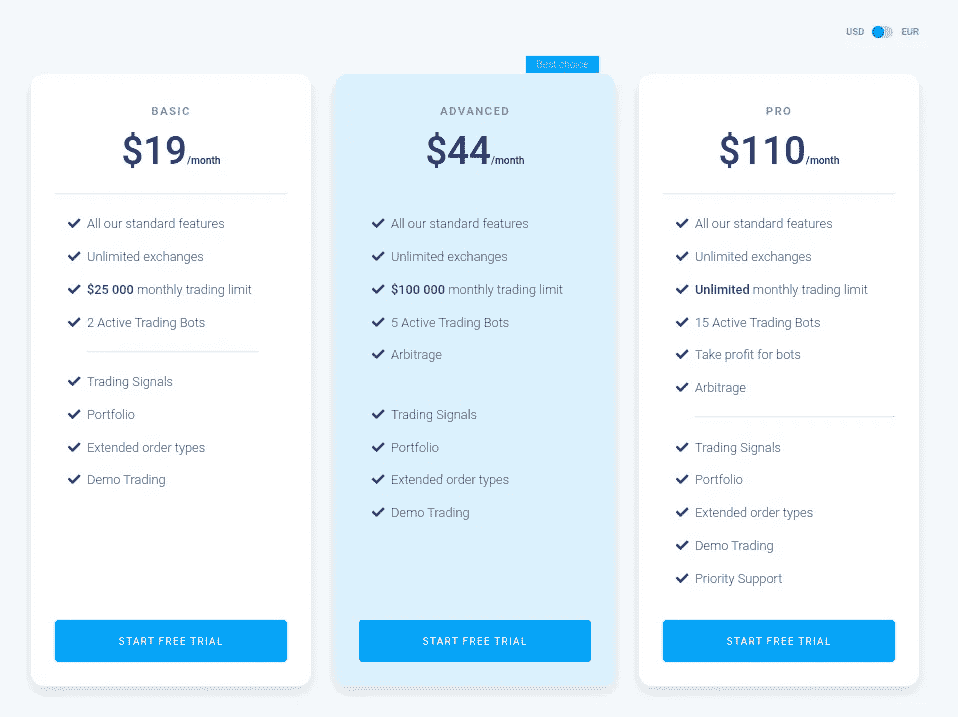 USD EUR
Best choice
BASIC
$19/month
All our standard features
Unlimited exchanges
$25 000 monthly trading limit
2 Active Trading Bots
Trading Signals
Portfolio
Extended order types
Demo Trading
START FREE TRIAL
ADVANCED
$44/month
All our standard features
Unlimited exchanges
$100 000 monthly trading limit
5 Active Trading Bots
Arbitrage
Trading Signals
Portfolio
Extended order types
Demo Trading
START FREE TRIAL
PRO
$110/month
All our standard features
Unlimited exchanges
Unlimited monthly trading limit
15 Active Trading Bots
Take profit for bots
Arbitrage
Trading Signals
Portfolio
Extended order types
Demo Trading
Priority Support
START FREE TRIAL